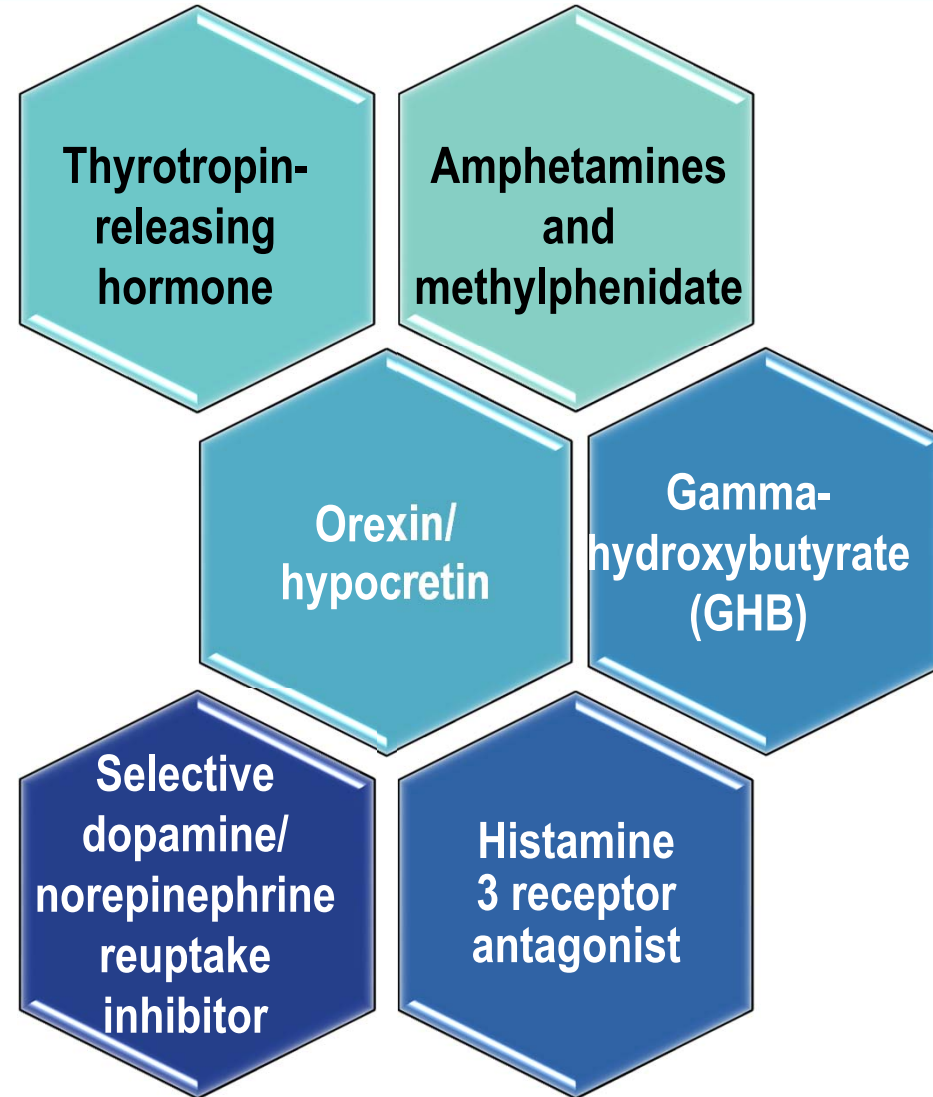 Thyrotropin-
releasing
hormone
Amphetamines
and
methylphenidate
Orexin/
hypocretin
Gamma-
hydroxybutyrate
(GHB)
Selective
dopamine/
norepinephrine
reuptake
inhibitor
Histamine
3 receptor
antagonist